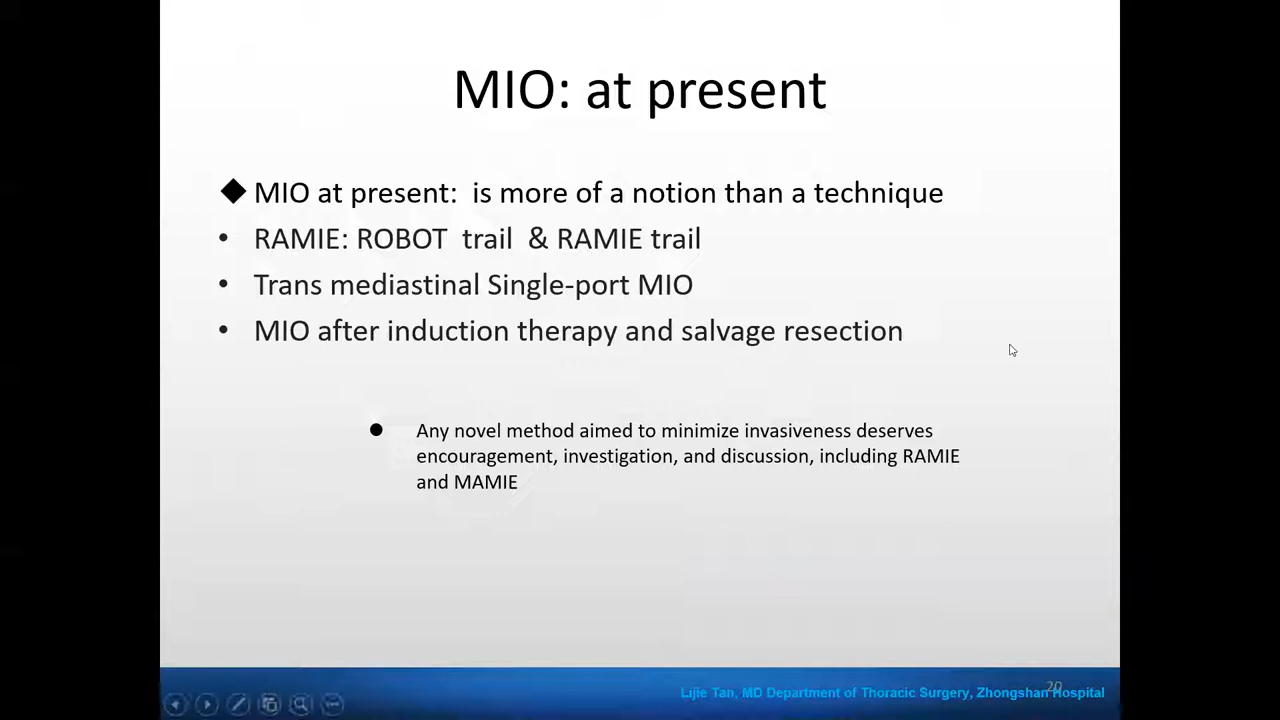 MIO: at present
◆ MIO at present: is more of a notion than a technique
• RAMIE: ROBOT trail & RAMIE trail
• Trans mediastinal Single-port MIO
• MIO after induction therapy and salvage resection
● Any novel method aimed to minimize invasiveness deserves
encouragement, investigation, and discussion, including RAMIE
and MAMIE
20
Lijie Tan, MD Department of Thoracic Surgery, Zhongshan Hospital